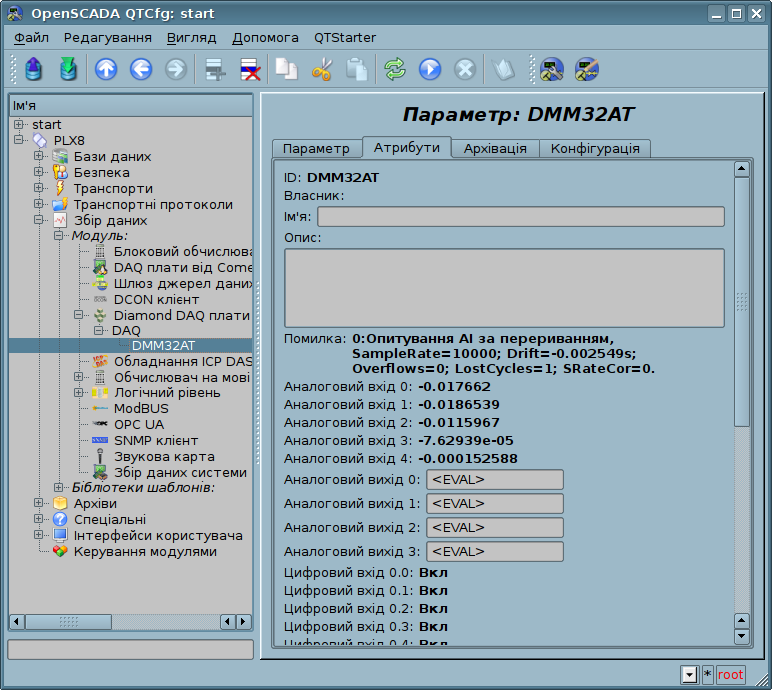 OpenSCADA QTCfg: start
Файл Редагування Вигляд Допомога QTStarter
Ім'я
start
PLX8
Бази даних
Безпека
Транспорти
Транспортні протоколи
Збір даних
Модуль:
Блоковий обчислюва
DAQ плати від Come
Шлюз джерел даних
DCON клієнт
Diamond DAQ плати
DAQ
DMM32AT
Обладнання ICP DAS
Обчислювач на мові
Логічний рівень
ModBUS
OPC UA
SNMP клієнт
Звукова карта
Збір даних системи
Бібліотеки шаблонів:
Архіви
Спеціальні
Інтерфейси користувача
Керування модулями
Параметр: DMM32AT
Параметр Атрибути Архівація Конфігурація
ID: DMM32AT
Власник:
Ім'я:
Опис:
Помилка: 0:Опитування AI за перериванням,
SampleRate=10000; Drift=-0.002549s;
Overflows=0; LostCycles=1; SRateCor=0.
Аналоговий вхід 0: -0.017662
Аналоговий вхід 1: -0.0186539
Аналоговий вхід 2: -0.0115967
Аналоговий вхід 3: -7.62939e-05
Аналоговий вхід 4: -0.000152588
Аналоговий вихід 0: <EVAL>
Аналоговий вихід 1: <EVAL>
Аналоговий вихід 2: <EVAL>
Аналоговий вихід 3: <EVAL>
Цифровий вхід 0.0: Вкл
Цифровий вхід 0.1: Вкл
Цифровий вхід 0.2: Вкл
Цифровий вхід 0.3: Вкл
Цифровий вхід 0.4: Вкл
* root